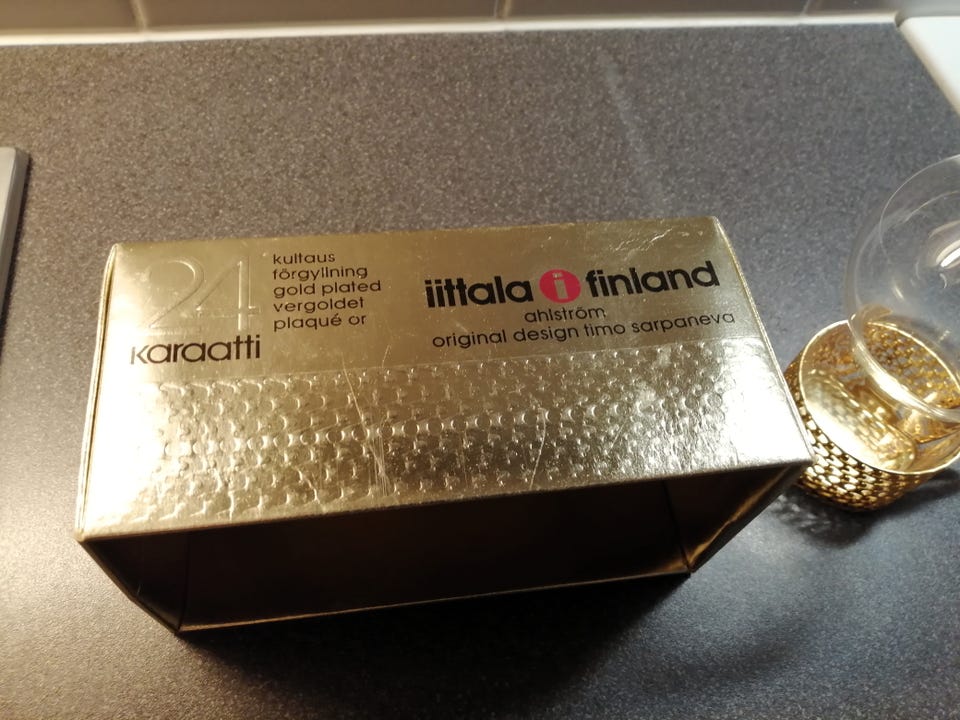 24
karaatti
kultaus
förgyllning
gold plated
vergoldet
plaqué or
iittala i finland
ahlström
original design timo sarpaneva